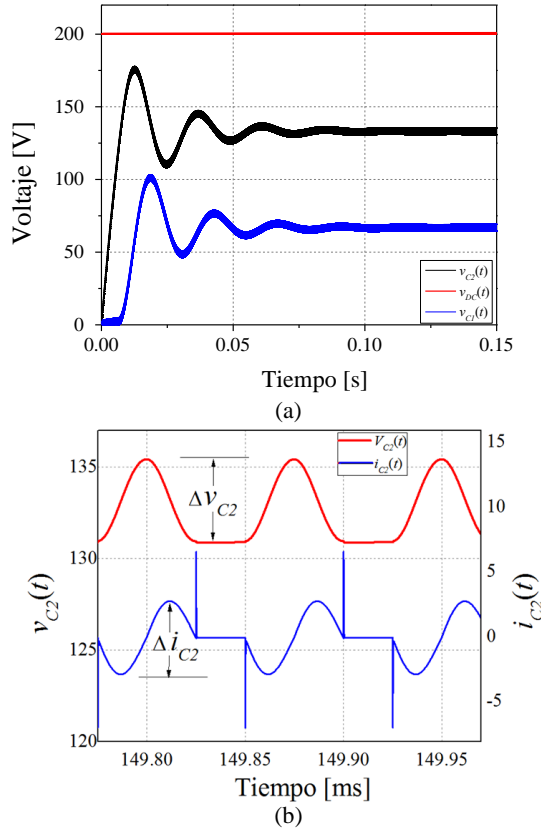 Voltaje [V]
200
150
100
50
0
v_C2(t)
v_DC(t)
v_C1(t)
0.00 0.05 0.10 0.15
Tiempo [s]
(a)
v_C2(t)
135
130
125
120
V_C2(t)
i_C2(t)
Δv_C2
Δi_C2
15
10
5
0
-5
i_C2(t)
149.80 149.85 149.90 149.95
Tiempo [ms]
(b)